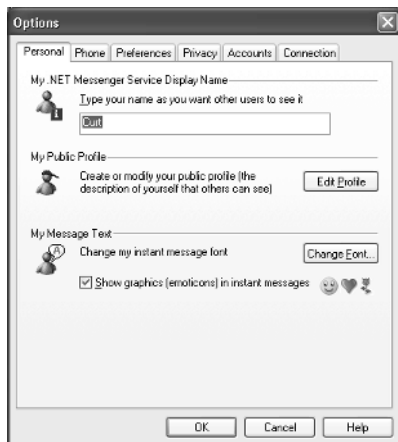 Options
Personal Phone Preferences Privacy Accounts Connection
My .NET Messenger Service Display Name
Type your name as you want other users to see it
Curt
My Public Profile
Create or modify your public profile (the
description of yourself that others can see)
Edit Profile
My Message Text
Change my instant message font
Change Font...
Show graphics (emoticons) in instant messages
OK Cancel Help